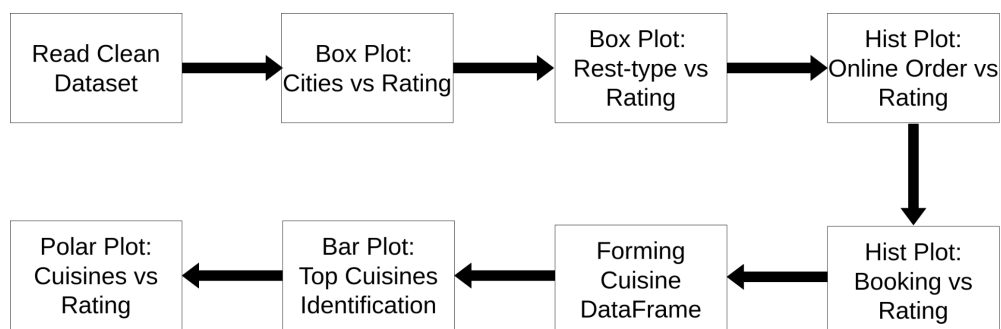 Read Clean
Dataset
Box Plot:
Cities vs Rating
Box Plot:
Rest-type vs
Rating
Hist Plot:
Online Order vs
Rating
Hist Plot:
Booking vs
Rating
Forming
Cuisine
DataFrame
Bar Plot:
Top Cuisines
Identification
Polar Plot:
Cuisines vs
Rating